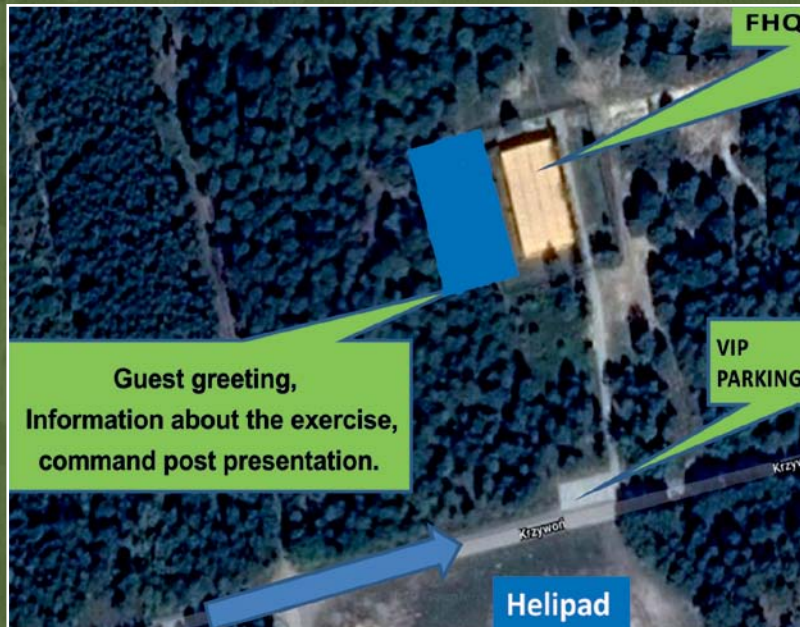 FHQ
Guest greeting,
Information about the exercise,
command post presentation.
VIP
PARKING
Krzywoń
Helipad